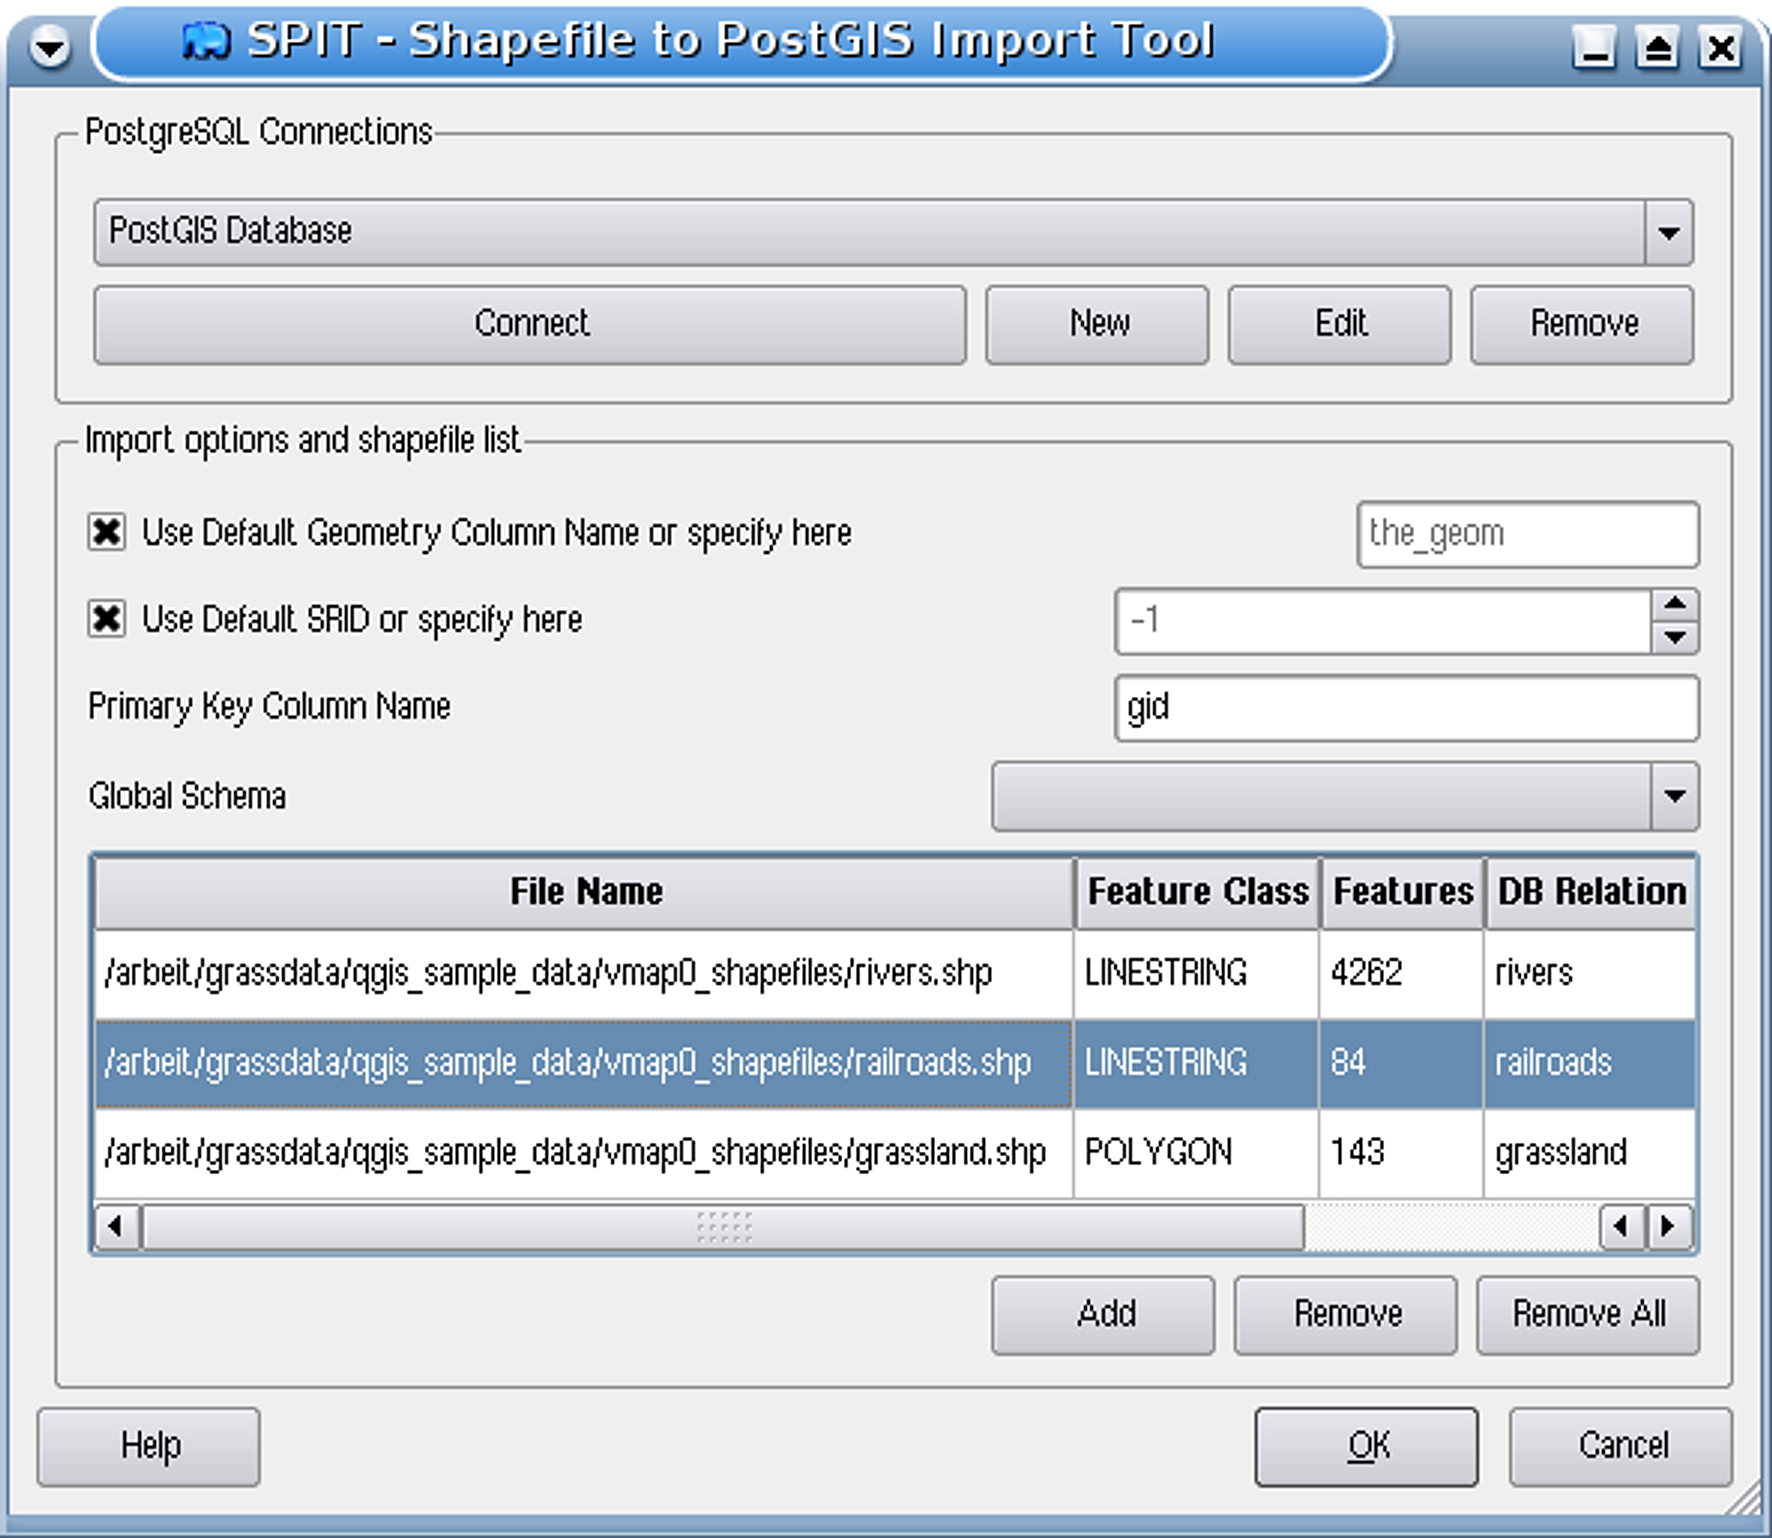 SPIT - Shapefile to PostGIS Import Tool
PostgreSQL Connections
PostGIS Database
Connect New Edit Remove
Import options and shapefile list
Use Default Geometry Column Name or specify here the_geom
Use Default SRID or specify here -1
Primary Key Column Name gid
Global Schema
File Name Feature Class Features DB Relation
/arbeit/grassdata/qgis_sample_data/vmap0_shapefiles/rivers.shp LINESTRING 4262 rivers
/arbeit/grassdata/qgis_sample_data/vmap0_shapefiles/railroads.shp LINESTRING 84 railroads
/arbeit/grassdata/qgis_sample_data/vmap0_shapefiles/grassland.shp POLYGON 143 grassland
Add Remove Remove All
Help OK Cancel